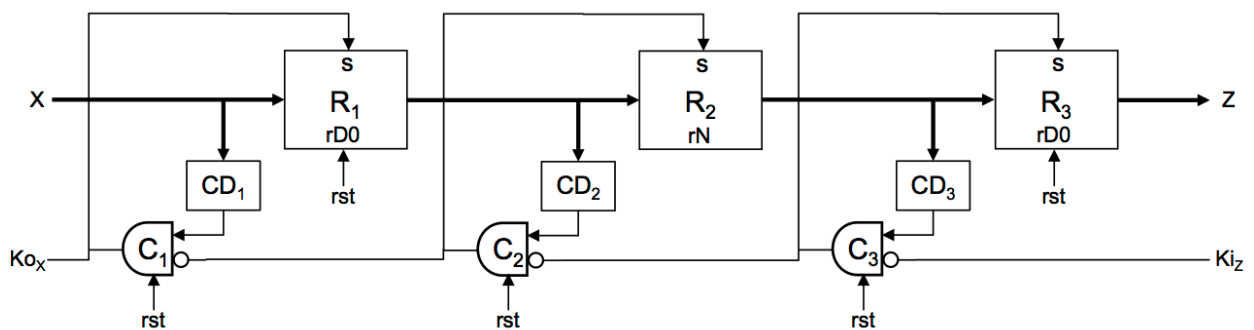 s s s
X R1 R2 R3 Z
rD0 rN rD0
CD1 rst CD2 CD3 rst
KoX C1 C2 C3 KiZ
rst rst rst